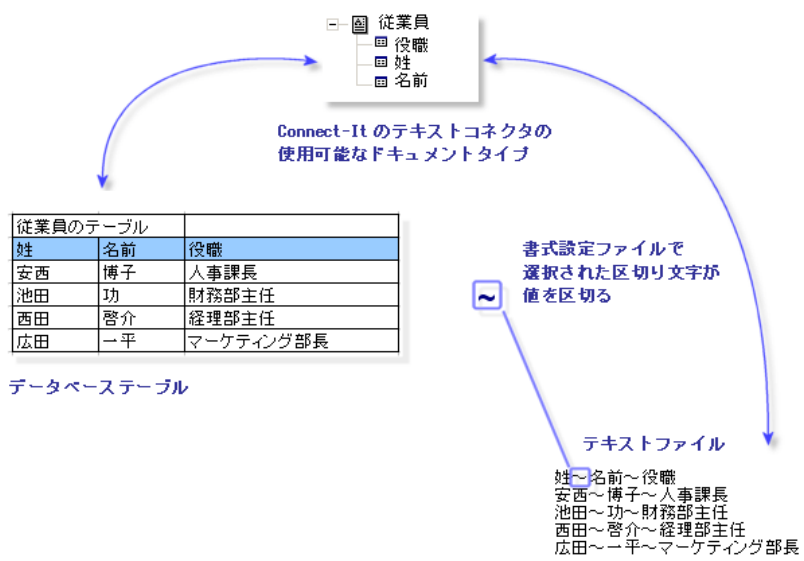 従業員
役職
姓
名前
Connect-It のテキストコネクタの
使用可能なドキュメントタイプ
従業員のテーブル
姓 名前 役職
安西 博子 人事課長
池田 功 財務部主任
西田 啓介 経理部主任
広田 一平 マーケティング部長
データベーステーブル
書式設定ファイルで
選択された区切り文字が
値を区切る
~
テキストファイル
姓～名前～役職
安西～博子～人事課長
池田～功～財務部主任
西田～啓介～経理部主任
広田～一平～マーケティング部長